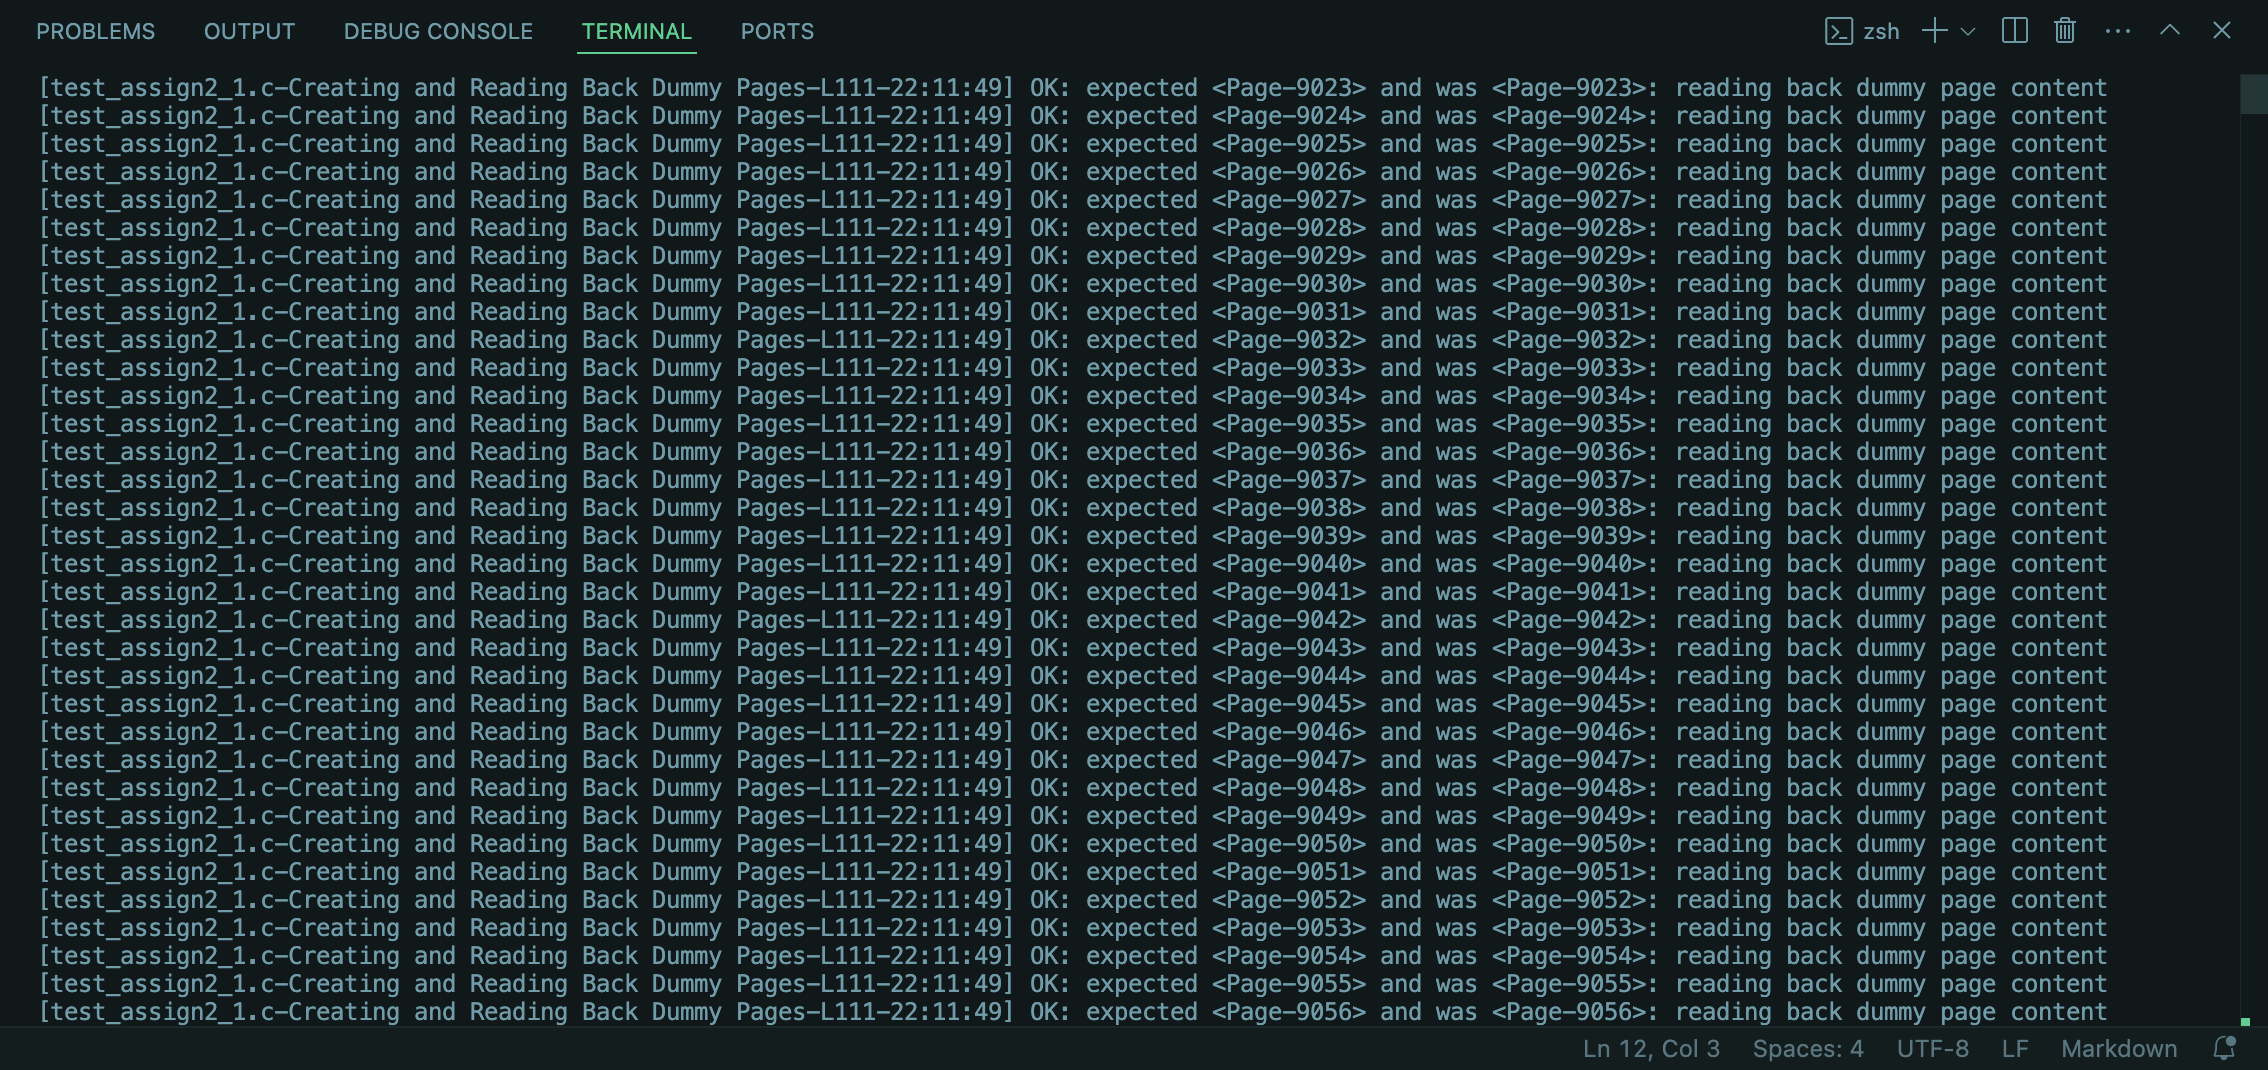 PROBLEMS OUTPUT DEBUG CONSOLE TERMINAL PORTS zsh
[test_assign2_1.c-Creating and Reading Back Dummy Pages-L111-22:11:49] OK: expected <Page-9023> and was <Page-9023>: reading back dummy page content
[test_assign2_1.c-Creating and Reading Back Dummy Pages-L111-22:11:49] OK: expected <Page-9024> and was <Page-9024>: reading back dummy page content
[test_assign2_1.c-Creating and Reading Back Dummy Pages-L111-22:11:49] OK: expected <Page-9025> and was <Page-9025>: reading back dummy page content
[test_assign2_1.c-Creating and Reading Back Dummy Pages-L111-22:11:49] OK: expected <Page-9026> and was <Page-9026>: reading back dummy page content
[test_assign2_1.c-Creating and Reading Back Dummy Pages-L111-22:11:49] OK: expected <Page-9027> and was <Page-9027>: reading back dummy page content
[test_assign2_1.c-Creating and Reading Back Dummy Pages-L111-22:11:49] OK: expected <Page-9028> and was <Page-9028>: reading back dummy page content
[test_assign2_1.c-Creating and Reading Back Dummy Pages-L111-22:11:49] OK: expected <Page-9029> and was <Page-9029>: reading back dummy page content
[test_assign2_1.c-Creating and Reading Back Dummy Pages-L111-22:11:49] OK: expected <Page-9030> and was <Page-9030>: reading back dummy page content
[test_assign2_1.c-Creating and Reading Back Dummy Pages-L111-22:11:49] OK: expected <Page-9031> and was <Page-9031>: reading back dummy page content
[test_assign2_1.c-Creating and Reading Back Dummy Pages-L111-22:11:49] OK: expected <Page-9032> and was <Page-9032>: reading back dummy page content
[test_assign2_1.c-Creating and Reading Back Dummy Pages-L111-22:11:49] OK: expected <Page-9033> and was <Page-9033>: reading back dummy page content
[test_assign2_1.c-Creating and Reading Back Dummy Pages-L111-22:11:49] OK: expected <Page-9034> and was <Page-9034>: reading back dummy page content
[test_assign2_1.c-Creating and Reading Back Dummy Pages-L111-22:11:49] OK: expected <Page-9035> and was <Page-9035>: reading back dummy page content
[test_assign2_1.c-Creating and Reading Back Dummy Pages-L111-22:11:49] OK: expected <Page-9036> and was <Page-9036>: reading back dummy page content
[test_assign2_1.c-Creating and Reading Back Dummy Pages-L111-22:11:49] OK: expected <Page-9037> and was <Page-9037>: reading back dummy page content
[test_assign2_1.c-Creating and Reading Back Dummy Pages-L111-22:11:49] OK: expected <Page-9038> and was <Page-9038>: reading back dummy page content
[test_assign2_1.c-Creating and Reading Back Dummy Pages-L111-22:11:49] OK: expected <Page-9039> and was <Page-9039>: reading back dummy page content
[test_assign2_1.c-Creating and Reading Back Dummy Pages-L111-22:11:49] OK: expected <Page-9040> and was <Page-9040>: reading back dummy page content
[test_assign2_1.c-Creating and Reading Back Dummy Pages-L111-22:11:49] OK: expected <Page-9041> and was <Page-9041>: reading back dummy page content
[test_assign2_1.c-Creating and Reading Back Dummy Pages-L111-22:11:49] OK: expected <Page-9042> and was <Page-9042>: reading back dummy page content
[test_assign2_1.c-Creating and Reading Back Dummy Pages-L111-22:11:49] OK: expected <Page-9043> and was <Page-9043>: reading back dummy page content
[test_assign2_1.c-Creating and Reading Back Dummy Pages-L111-22:11:49] OK: expected <Page-9044> and was <Page-9044>: reading back dummy page content
[test_assign2_1.c-Creating and Reading Back Dummy Pages-L111-22:11:49] OK: expected <Page-9045> and was <Page-9045>: reading back dummy page content
[test_assign2_1.c-Creating and Reading Back Dummy Pages-L111-22:11:49] OK: expected <Page-9046> and was <Page-9046>: reading back dummy page content
[test_assign2_1.c-Creating and Reading Back Dummy Pages-L111-22:11:49] OK: expected <Page-9047> and was <Page-9047>: reading back dummy page content
[test_assign2_1.c-Creating and Reading Back Dummy Pages-L111-22:11:49] OK: expected <Page-9048> and was <Page-9048>: reading back dummy page content
[test_assign2_1.c-Creating and Reading Back Dummy Pages-L111-22:11:49] OK: expected <Page-9049> and was <Page-9049>: reading back dummy page content
[test_assign2_1.c-Creating and Reading Back Dummy Pages-L111-22:11:49] OK: expected <Page-9050> and was <Page-9050>: reading back dummy page content
[test_assign2_1.c-Creating and Reading Back Dummy Pages-L111-22:11:49] OK: expected <Page-9051> and was <Page-9051>: reading back dummy page content
[test_assign2_1.c-Creating and Reading Back Dummy Pages-L111-22:11:49] OK: expected <Page-9052> and was <Page-9052>: reading back dummy page content
[test_assign2_1.c-Creating and Reading Back Dummy Pages-L111-22:11:49] OK: expected <Page-9053> and was <Page-9053>: reading back dummy page content
[test_assign2_1.c-Creating and Reading Back Dummy Pages-L111-22:11:49] OK: expected <Page-9054> and was <Page-9054>: reading back dummy page content
[test_assign2_1.c-Creating and Reading Back Dummy Pages-L111-22:11:49] OK: expected <Page-9055> and was <Page-9055>: reading back dummy page content
[test_assign2_1.c-Creating and Reading Back Dummy Pages-L111-22:11:49] OK: expected <Page-9056> and was <Page-9056>: reading back dummy page content
Ln 12, Col 3 Spaces: 4 UTF-8 LF Markdown